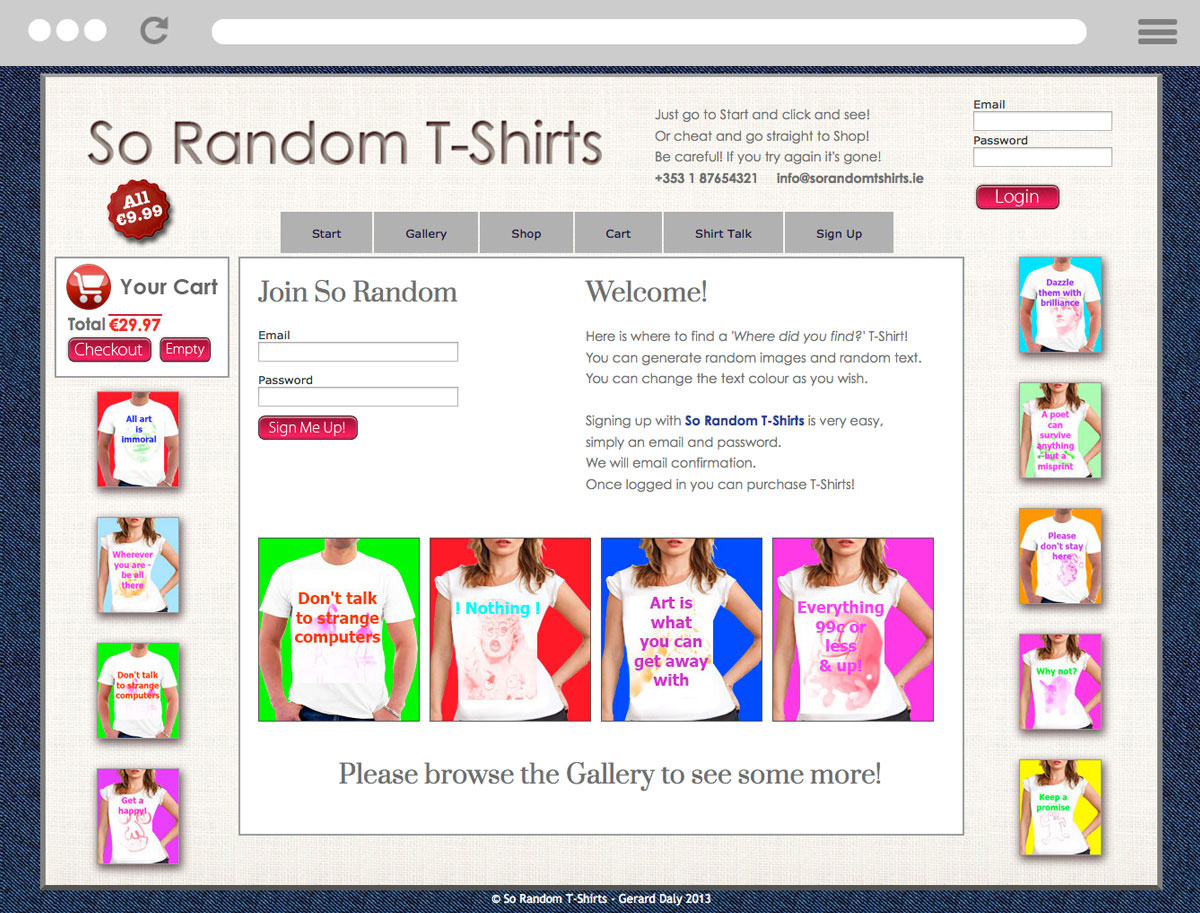 So Random T-Shirts
Just go to Start and click and see!
Or cheat and go straight to Shop!
Be careful! If you try again it's gone!
+353 1 87654321 info@sorandomtshirts.ie
Email
Password
Login
All
€9.99
Start Gallery Shop Cart Shirt Talk Sign Up
Your Cart
Total €29.97
Checkout Empty
All art
is
immoral
Wherever
you are -
be all
there
Don't talk
to strange
computers
Get a
happy!
Join So Random
Email
Password
Sign Me Up!
Welcome!
Here is where to find a 'Where did you find?' T-Shirt!
You can generate random images and random text.
You can change the text colour as you wish.
Signing up with So Random T-Shirts is very easy,
simply an email and password.
We will email confirmation.
Once logged in you can purchase T-Shirts!
Don't talk
to strange
computers
! Nothing !
Art is
what
you can
get away
with
Everything
99c or
less
& up!
Please browse the Gallery to see some more!
Dazzle
them with
brilliance
A poet
can
survive
anything
but a
misprint
Please
don't stay
here
Why not?
Keep a
promise
© So Random T-Shirts - Gerard Daly 2013